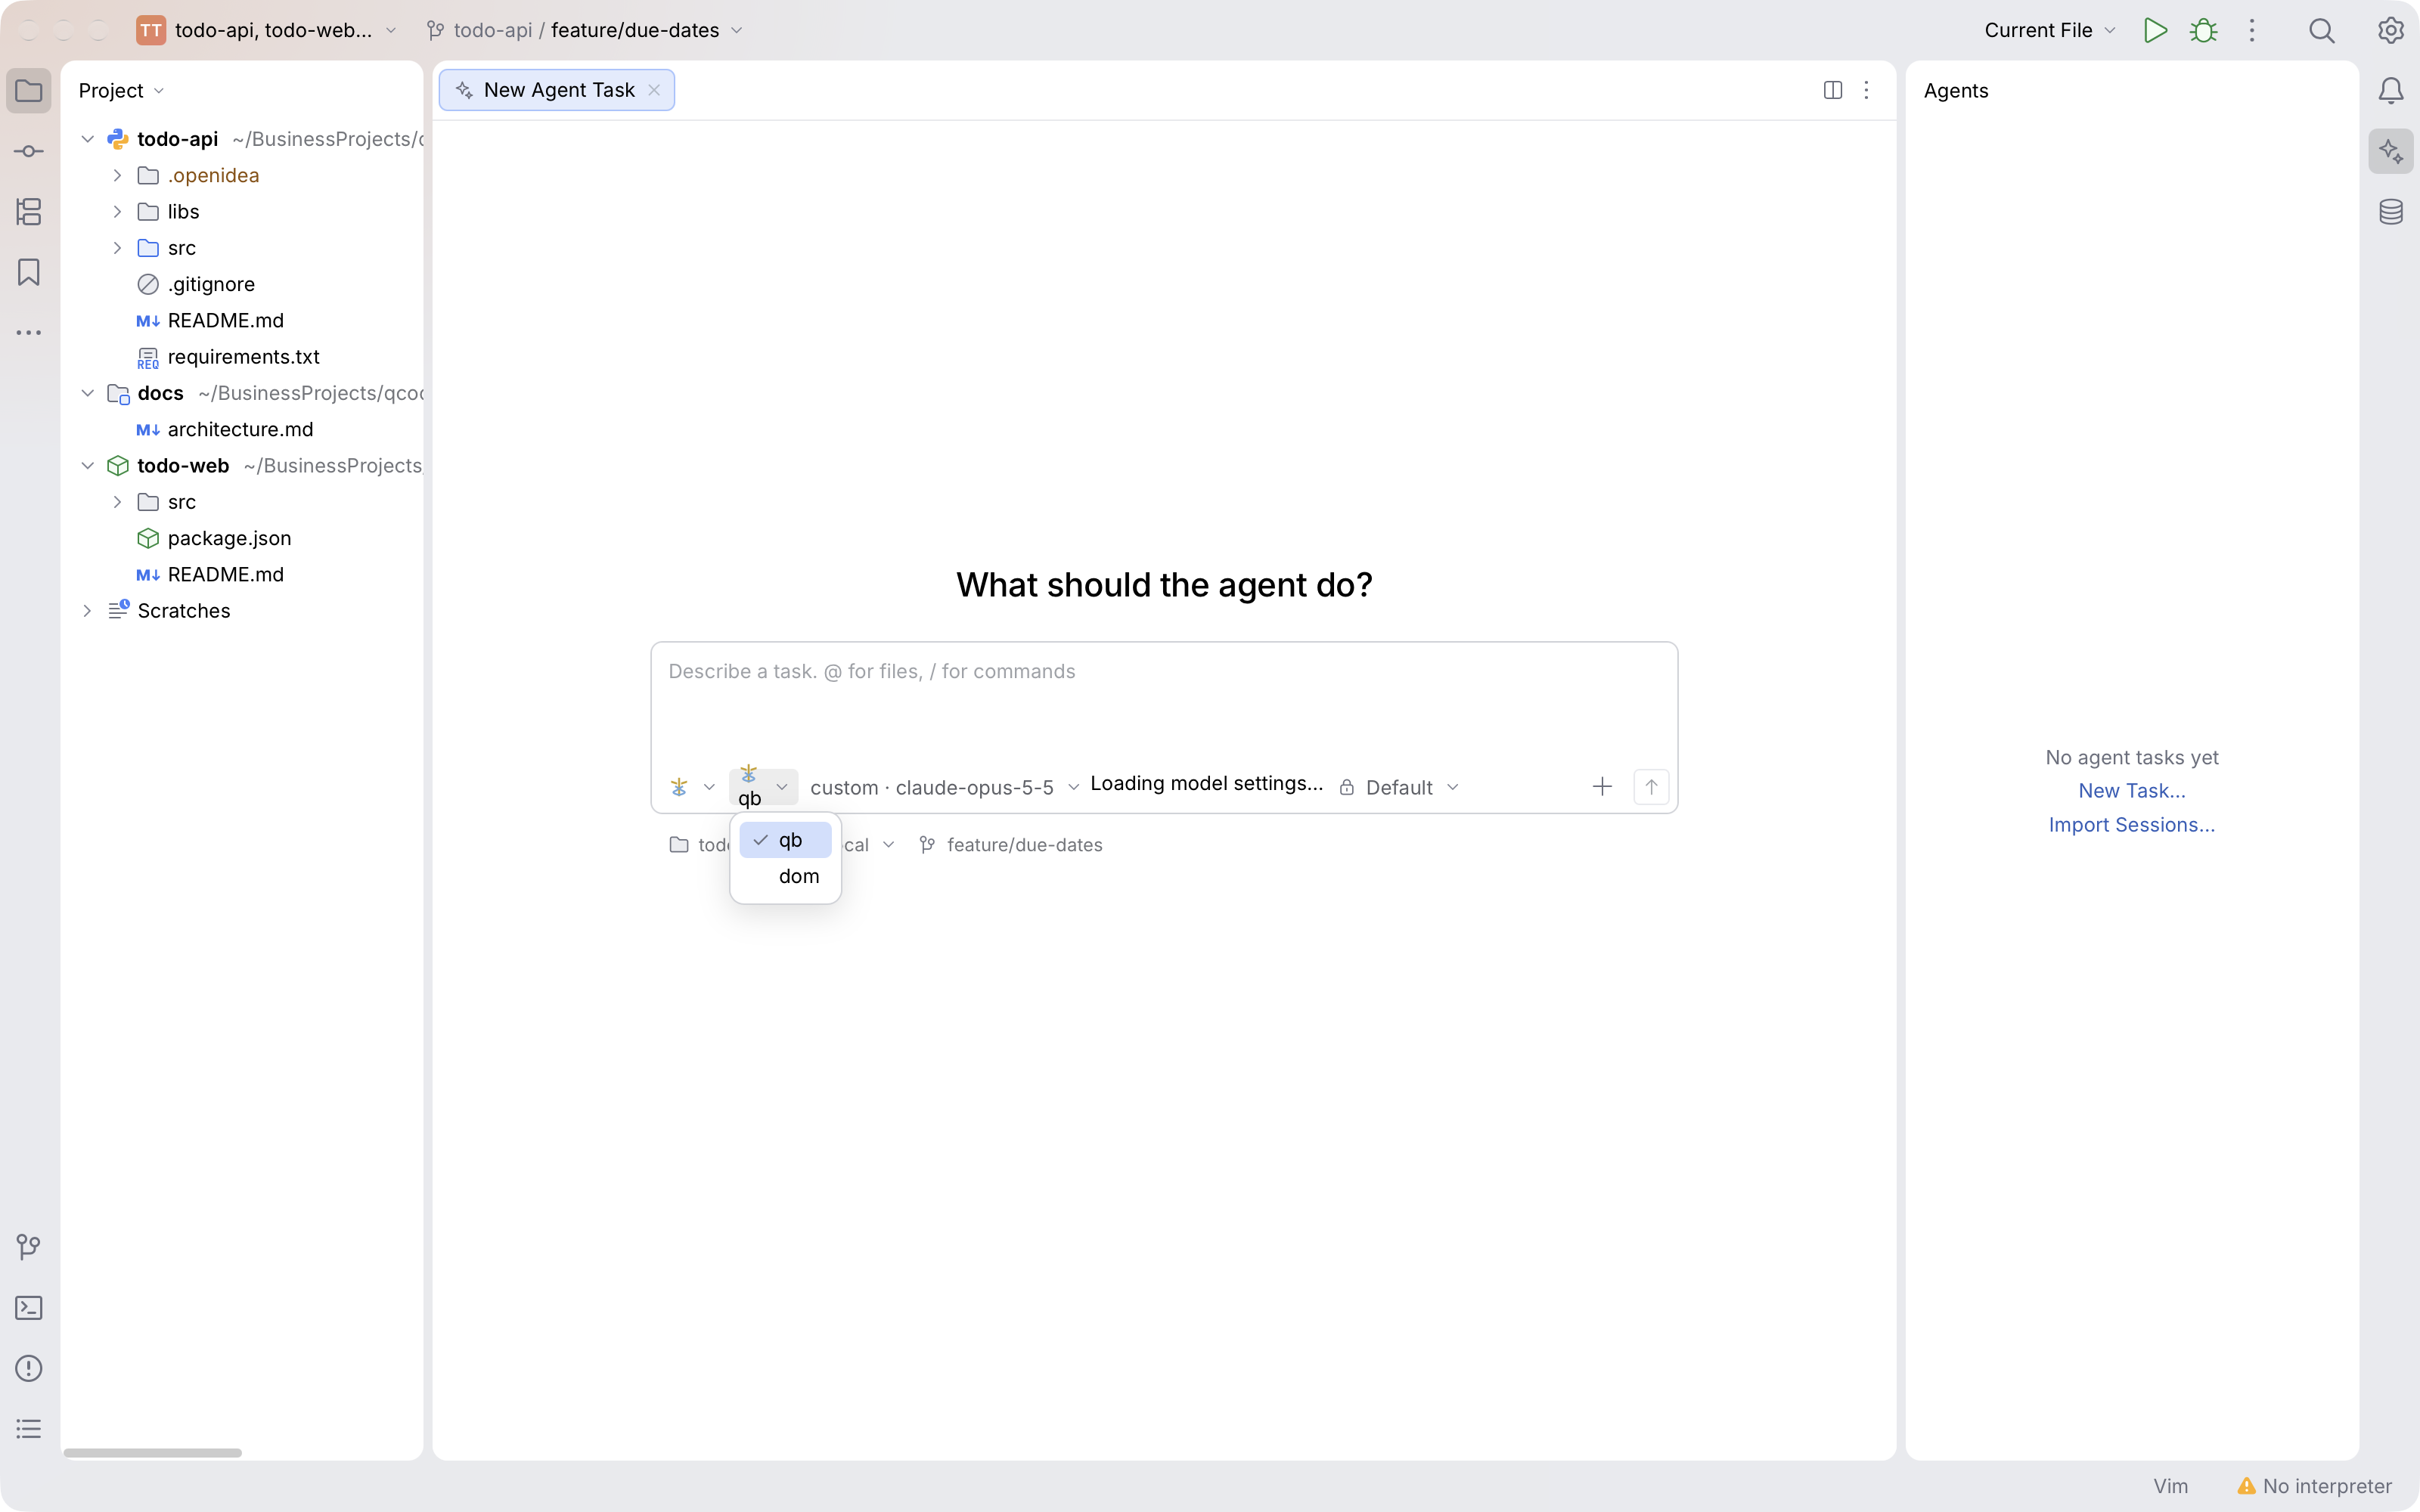 TT todo-api, todo-web... todo-api / feature/due-dates
Current File
Project
todo-api ~/BusinessProjects/
.openidea
libs
src
.gitignore
README.md
REQ requirements.txt
docs ~/BusinessProjects/qco
architecture.md
todo-web ~/BusinessProjects
src
package.json
README.md
Scratches
New Agent Task
What should the agent do?
Describe a task. @ for files, / for commands
qb
custom · claude-opus-5-5
Loading model settings...
Default
qb
dom
feature/due-dates
Agents
No agent tasks yet
New Task...
Import Sessions...
Vim
No interpreter